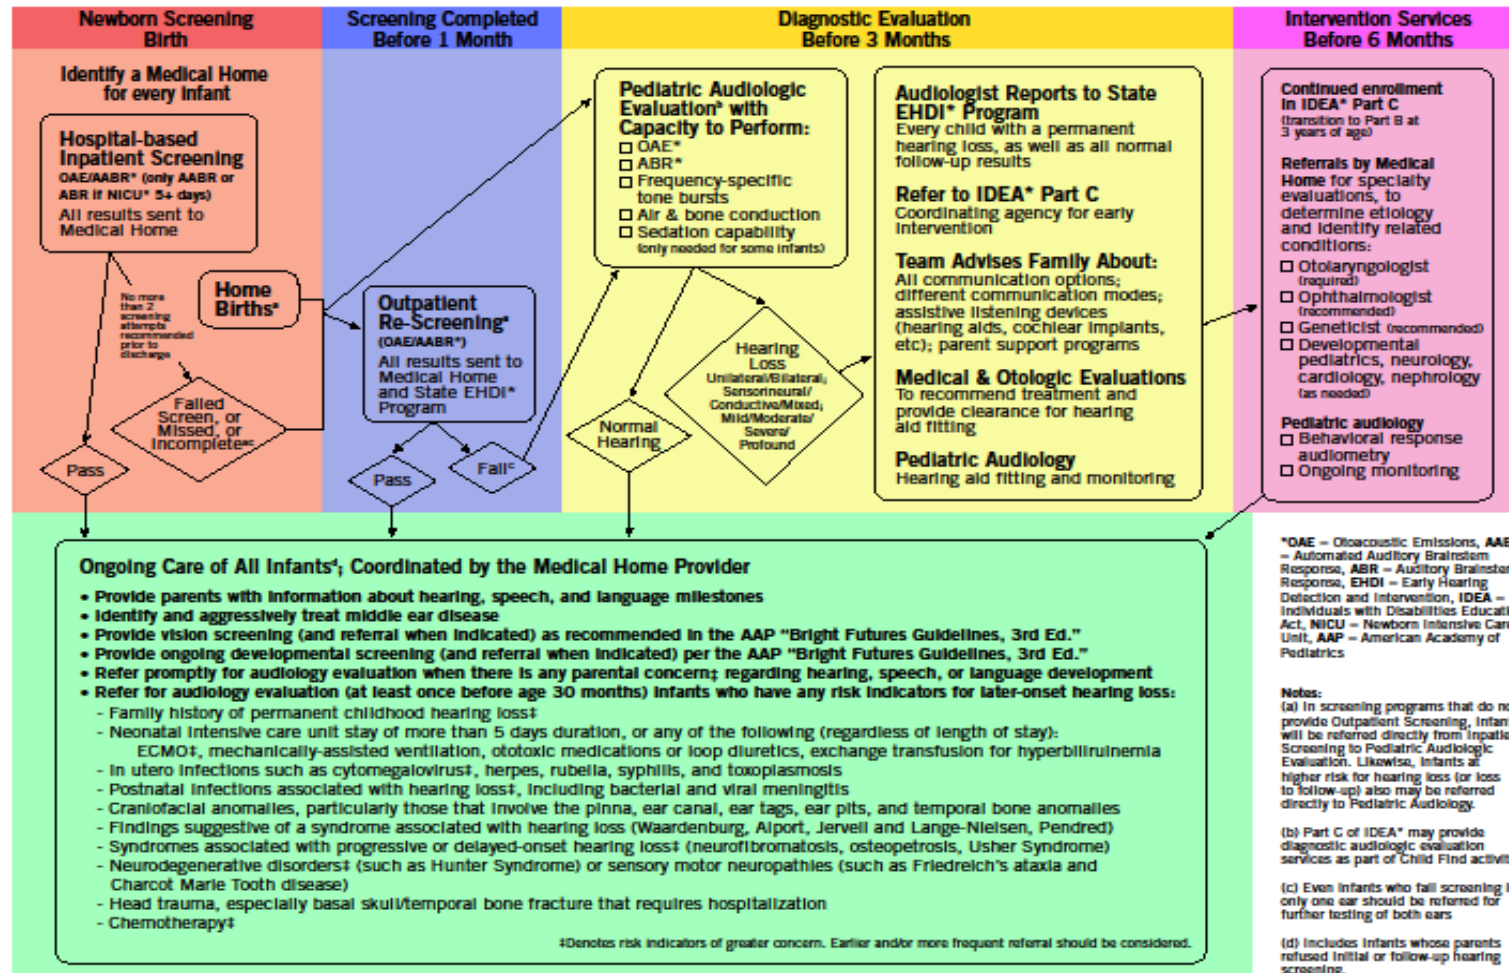 Newborn Screening
Birth
Screening Completed
Before 1 Month
Diagnostic Evaluation
Before 3 Months
Intervention Services
Before 6 Months
Identify a Medical Home
for every infant
Hospital-based
Inpatient Screening
OAE/AABR* (only AABR or
ABR if NICU* 5+ days)
All results sent to
Medical Home
No more
than 2
screening
attempts
recommended
prior to
discharge
Home
Births*
Failed
Screen, or
Missed, or
Incomplete
Pass
Outpatient
Re-Screening
(OAE/AABR*)
All results sent to
Medical Home
and State EHDI*
Program
Pass
Fail
Pediatric Audiologic
Evaluation with
Capacity to Perform:
OAE*
ABR*
Frequency-specific
tone bursts
Air & bone conduction
Sedation capability
(only needed for some infants)
Normal
Hearing
Hearing
Loss
Unilateral/Bilateral;
Sensorineural/
Conductive/Mixed;
Mild/Moderate/
Severe/
Profound
Audiologist Reports to State
EHDI* Program
Every child with a permanent
hearing loss, as well as all normal
follow-up results
Refer to IDEA* Part C
Coordinating agency for early
intervention
Team Advises Family About:
All communication options;
different communication modes;
assistive listening devices
(hearing aids, cochlear implants,
etc); parent support programs
Medical & Otologic Evaluations
To recommend treatment and
provide clearance for hearing
aid fitting
Pediatric Audiology
Hearing aid fitting and monitoring
Continued enrollment
in IDEA* Part C
(transition to Part B at
3 years of age)
Referrals by Medical
Home for specialty
evaluations, to
determine etiology
and identify related
conditions:
Otolaryngologist
(required)
Ophthalmologist
(recommended)
Geneticist (recommended)
Developmental
pediatrics, neurology,
cardiology, nephrology
(as needed)
Pediatric audiology
Behavioral response
audiometry
Ongoing monitoring
Ongoing Care of All Infantsᵈ; Coordinated by the Medical Home Provider
• Provide parents with information about hearing, speech, and language milestones
• Identify and aggressively treat middle ear disease
• Provide vision screening (and referral when indicated) as recommended in the AAP “Bright Futures Guidelines, 3rd Ed.”
• Provide ongoing developmental screening (and referral when indicated) per the AAP “Bright Futures Guidelines, 3rd Ed.”
• Refer promptly for audiology evaluation when there is any parental concern‡ regarding hearing, speech, or language development
• Refer for audiology evaluation (at least once before age 30 months) infants who have any risk indicators for later-onset hearing loss:
- Family history of permanent childhood hearing loss‡
- Neonatal intensive care unit stay of more than 5 days duration, or any of the following (regardless of length of stay):
ECMO‡, mechanically-assisted ventilation, ototoxic medications or loop diuretics, exchange transfusion for hyperbilirubinemia
- In utero infections such as cytomegalovirus‡, herpes, rubella, syphilis, and toxoplasmosis
- Postnatal infections associated with hearing loss‡, including bacterial and viral meningitis
- Craniofacial anomalies, particularly those that involve the pinna, ear canal, ear tags, ear pits, and temporal bone anomalies
- Findings suggestive of a syndrome associated with hearing loss (Waardenburg, Alport, Jervell and Lange-Nielsen, Pendred)
- Syndromes associated with progressive or delayed-onset hearing loss‡ (neurofibromatosis, osteopetrosis, Usher Syndrome)
- Neurodegenerative disorders‡ (such as Hunter Syndrome) or sensory motor neuropathies (such as Friedreich’s ataxia and
Charcot Marie Tooth disease)
- Head trauma, especially basal skull/temporal bone fracture that requires hospitalization
- Chemotherapy‡
‡Denotes risk indicators of greater concern. Earlier and/or more frequent referral should be considered.
*OAE – Otoacoustic Emissions,
– Automated Auditory Brainstem
Response, ABR – Auditory
Response, EHDI – Early Hearing
Detection and Intervention, IDEA –
Individuals with Disabilities
Act, NICU – Newborn Intensive
Unit, AAP – American Academy of
Pediatrics
Notes:
(a) In screening programs that do
provide Outpatient Screening,
will be referred directly from
Screening to Pediatric Audiologic
Evaluation. Likewise, infants at
higher risk for hearing loss (or loss
to follow-up) also may be referred
directly to Pediatric Audiology.
(b) Part C of IDEA* may provide
diagnostic audiologic evaluation
services as part of Child Find
(c) Even infants who fail screening
only one ear should be referred for
further testing of both ears
(d) Includes infants whose parents
refused initial or follow-up hearing
screening.